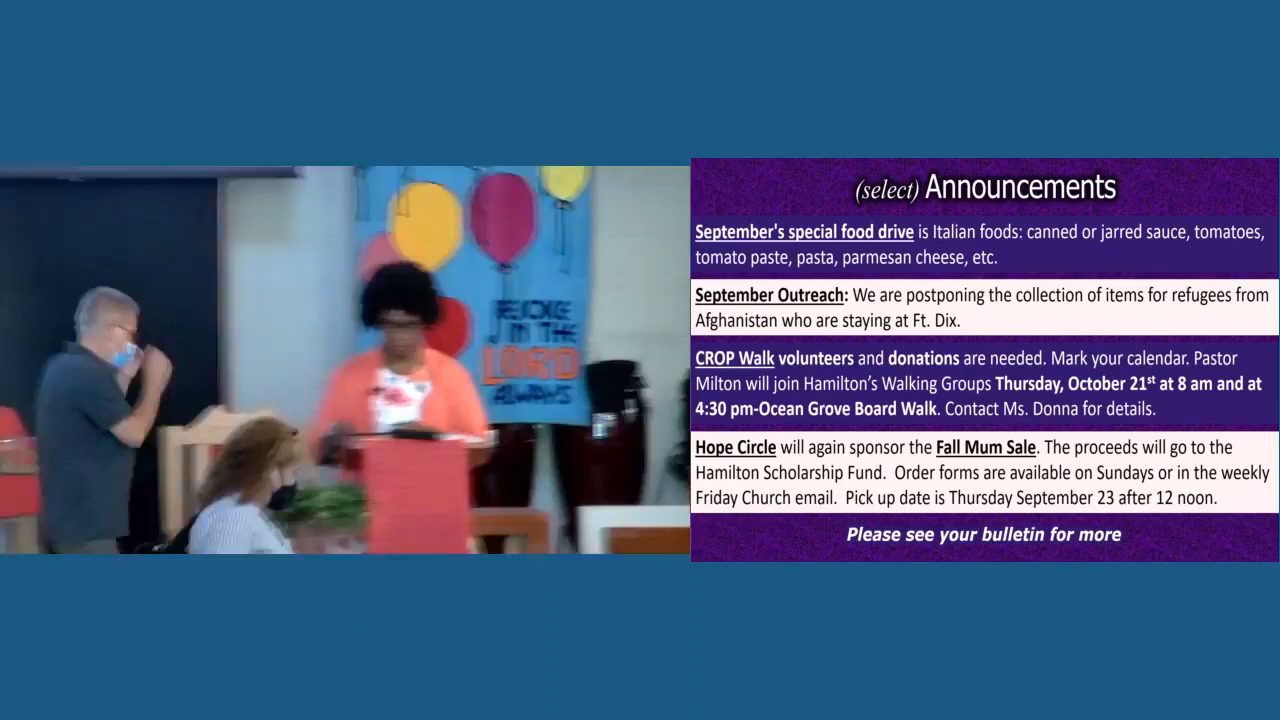 REJOICE
IN THE
LORD
ALWAYS
(select) Announcements
September's special food drive is Italian foods: canned or jarred sauce, tomatoes,
tomato paste, pasta, parmesan cheese, etc.
September Outreach: We are postponing the collection of items for refugees from
Afghanistan who are staying at Ft. Dix.
CROP Walk volunteers and donations are needed. Mark your calendar. Pastor
Milton will join Hamilton’s Walking Groups Thursday, October 21st at 8 am and at
4:30 pm-Ocean Grove Board Walk. Contact Ms. Donna for details.
Hope Circle will again sponsor the Fall Mum Sale. The proceeds will go to the
Hamilton Scholarship Fund.  Order forms are available on Sundays or in the weekly
Friday Church email.  Pick up date is Thursday September 23 after 12 noon.
Please see your bulletin for more